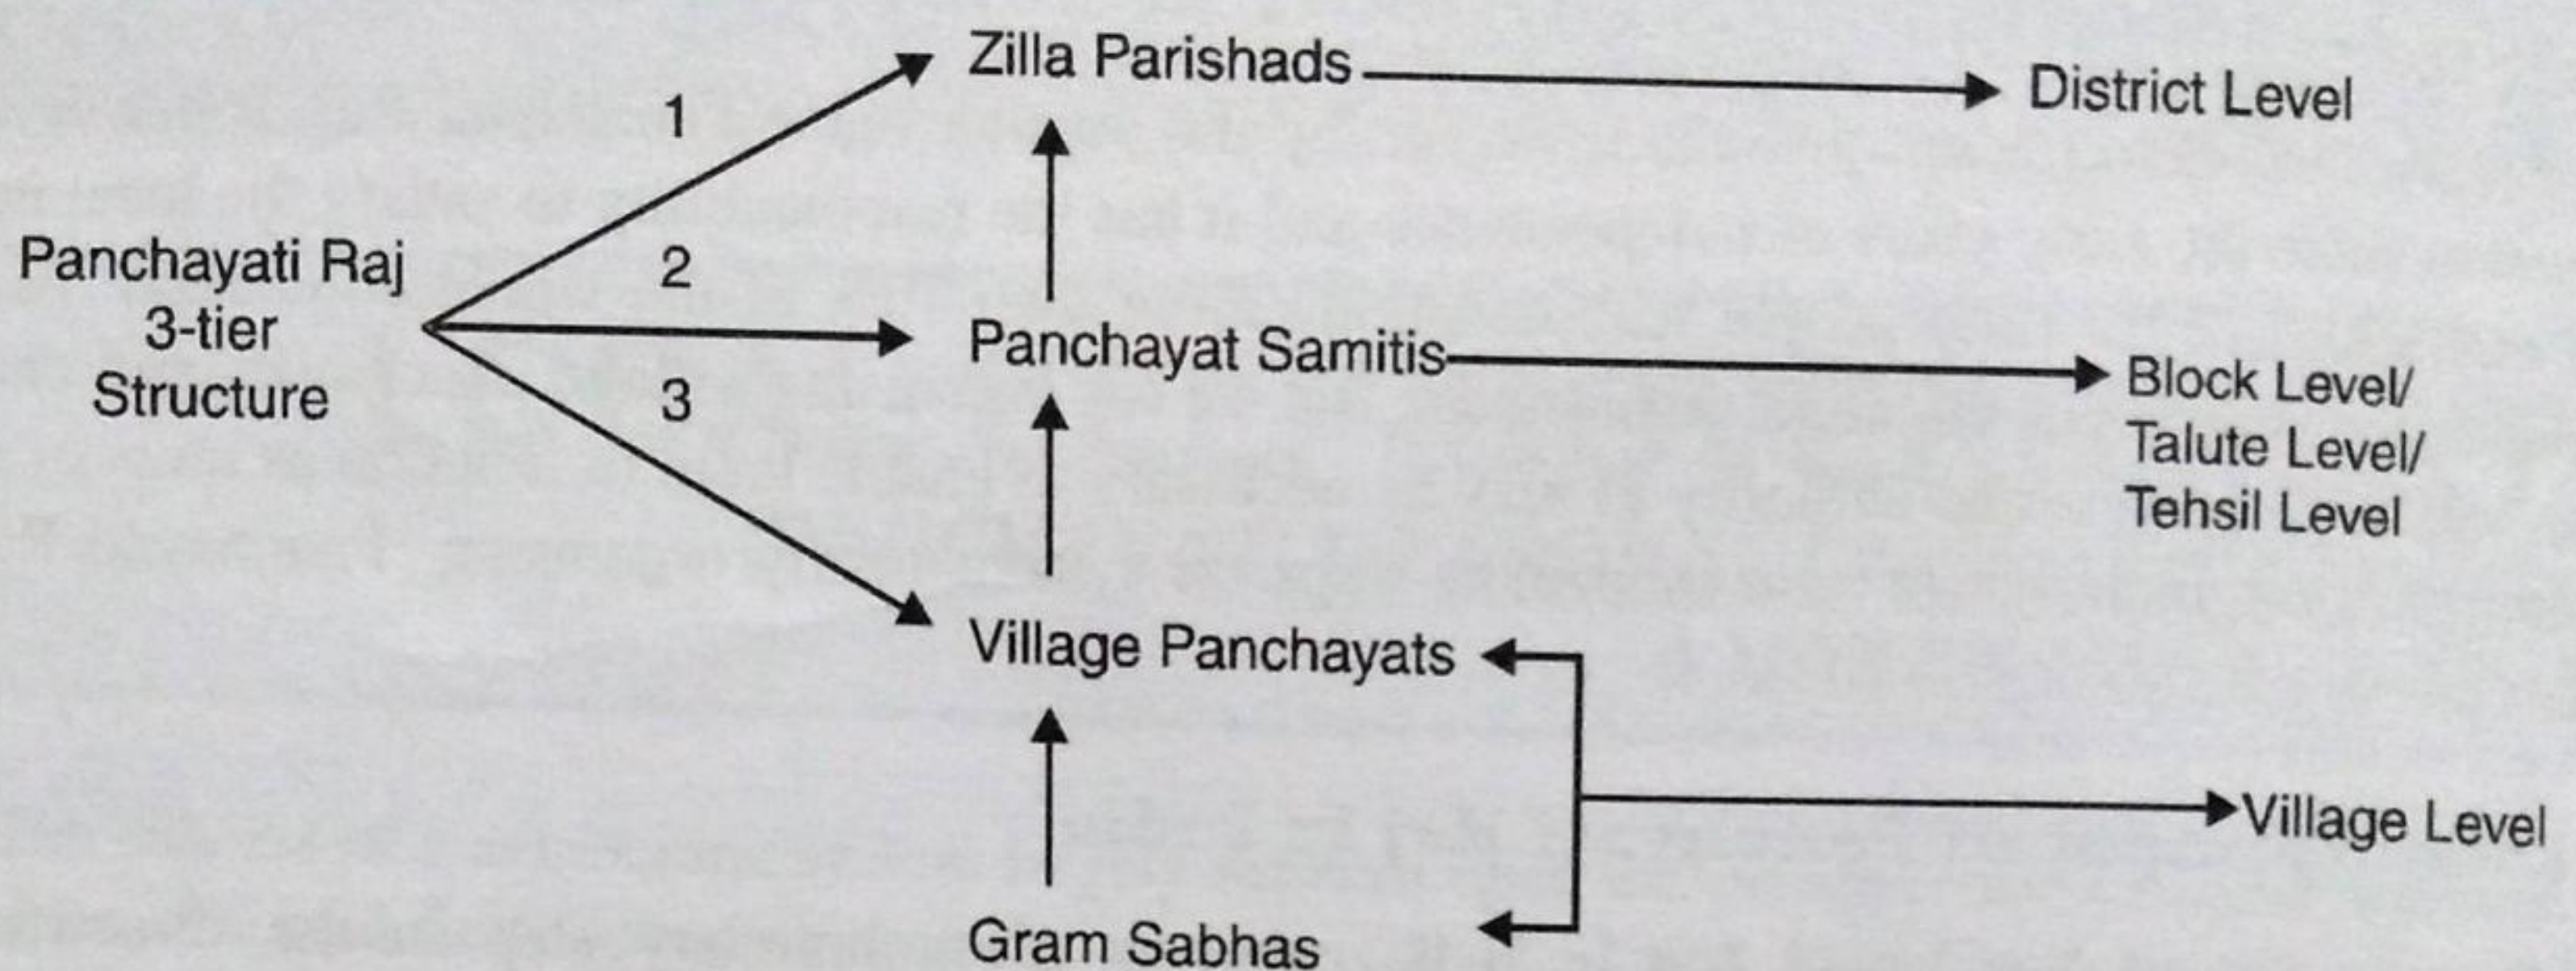 Zilla Parishads
District Level
1
Panchayati Raj
3-tier
Structure
2
Panchayat Samitis
Block Level/
Talute Level/
Tehsil Level
3
Village Panchayats
Village Level
Gram Sabhas